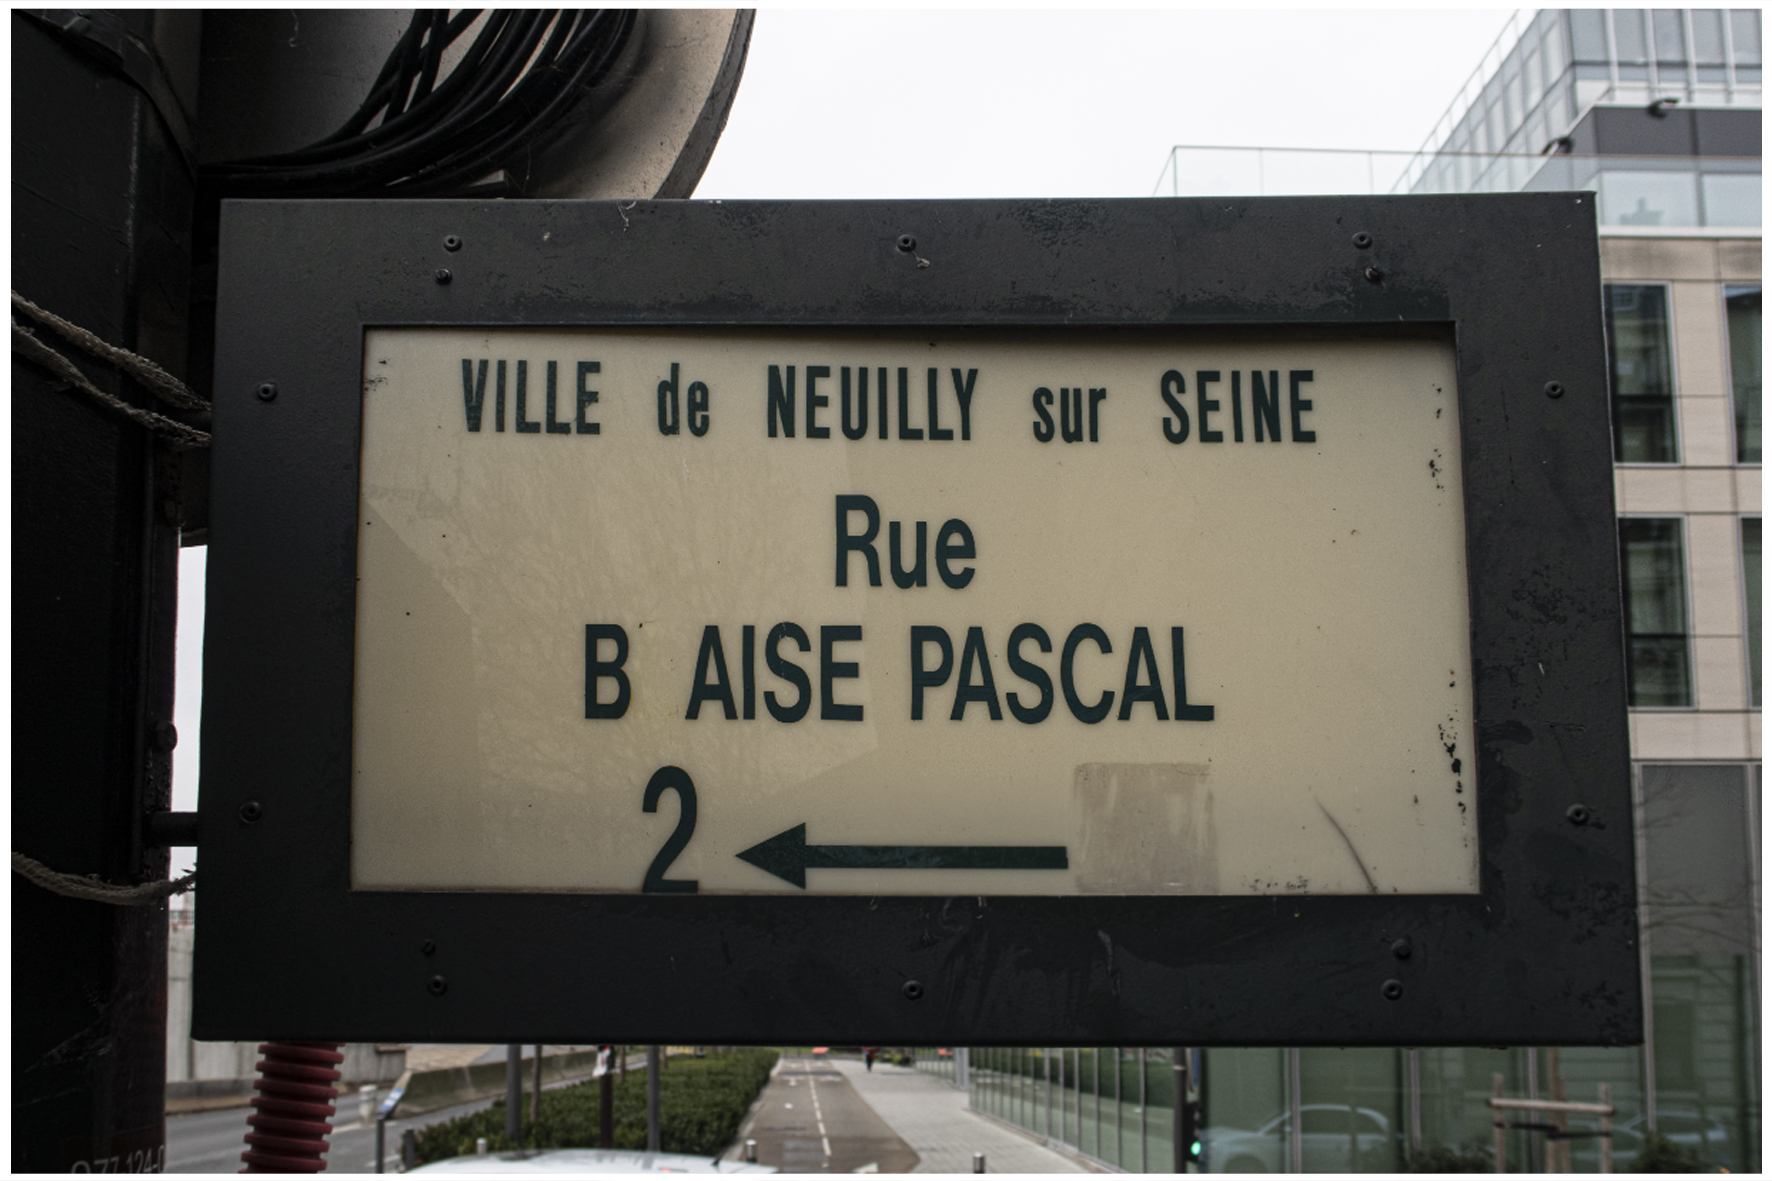 VILLE de NEUILLY sur SEINE
Rue
B AISE PASCAL
2